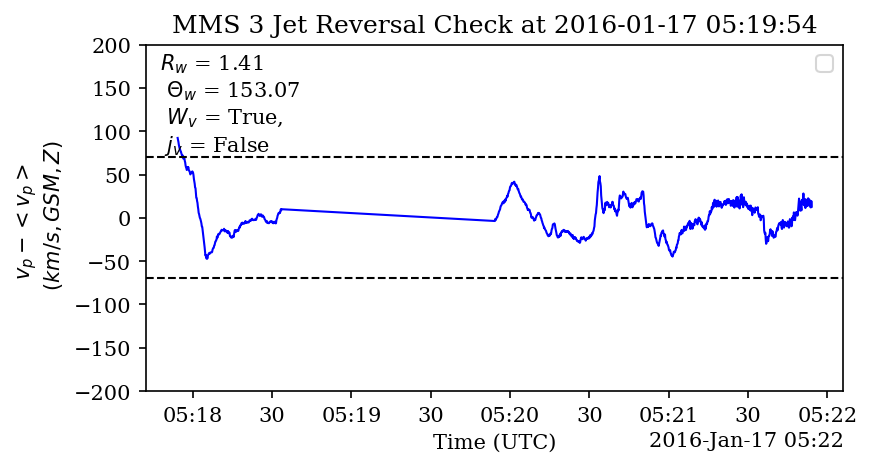 MMS 3 Jet Reversal Check at 2016-01-17 05:19:54
R_w = 1.41
Θ_w = 153.07
W_v = True,
j_v = False
v_p − < v_p >
(km/s, GSM, Z)
200
150
100
50
0
−50
−100
−150
−200
05:18 30 05:19 30 05:20 30 05:21 30 05:22
Time (UTC)
2016-Jan-17 05:22